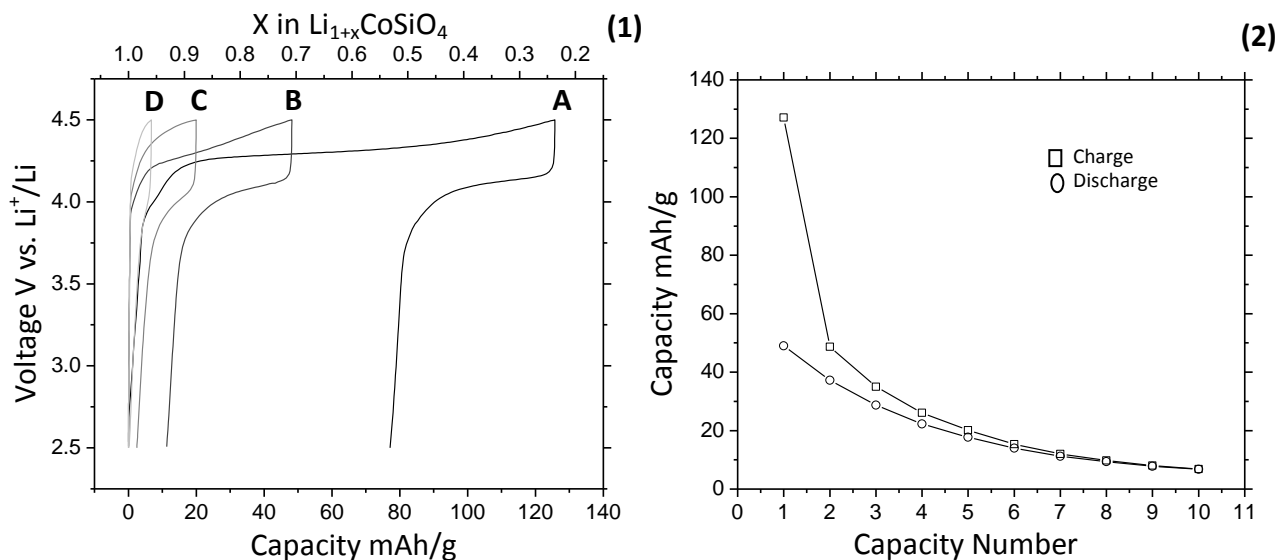 X in Li1+xCoSiO4
(1)
1.0 0.9 0.8 0.7 0.6 0.5 0.4 0.3 0.2
D C B A
4.5
4.0
3.5
3.0
2.5
Voltage V vs. Li+/Li
0 20 40 60 80 100 120 140
Capacity mAh/g
(2)
140
120
100
80
60
40
20
0
Capacity mAh/g
Charge
Discharge
0 1 2 3 4 5 6 7 8 9 10 11
Capacity Number